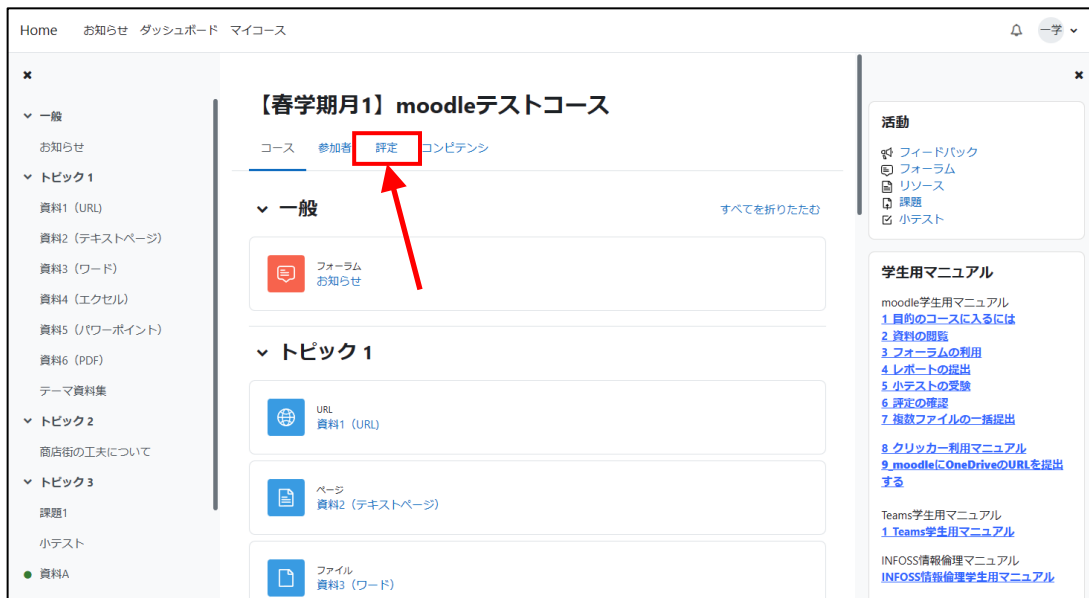 Home お知らせ ダッシュボード マイコース
一学
一般
お知らせ
トピック 1
資料1（URL)
資料2（テキストページ）
資料3（ワード）
資料4（エクセル）
資料5（パワーポイント）
資料6（PDF）
テーマ資料集
トピック 2
商店街の工夫について
トピック 3
課題1
小テスト
資料A
【春学期月1】moodleテストコース
コース 参加者 評定 コンピテンシ
一般
すべてを折りたたむ
フォーラム
お知らせ
トピック 1
URL
資料1（URL)
ページ
資料2（テキストページ）
ファイル
資料3（ワード）
活動
フィードバック
フォーラム
リソース
課題
小テスト
学生用マニュアル
moodle学生用マニュアル
1 目的のコースに入るには
2 資料の閲覧
3 フォーラムの利用
4 レポートの提出
5 小テストの受験
6 評定の確認
7 複数ファイルの一括提出
8 クリッカー利用マニュアル
9_moodleにOneDriveのURLを提出
する
Teams学生用マニュアル
1 Teams学生用マニュアル
INFOSS情報倫理マニュアル
INFOSS情報倫理学生用マニュアル